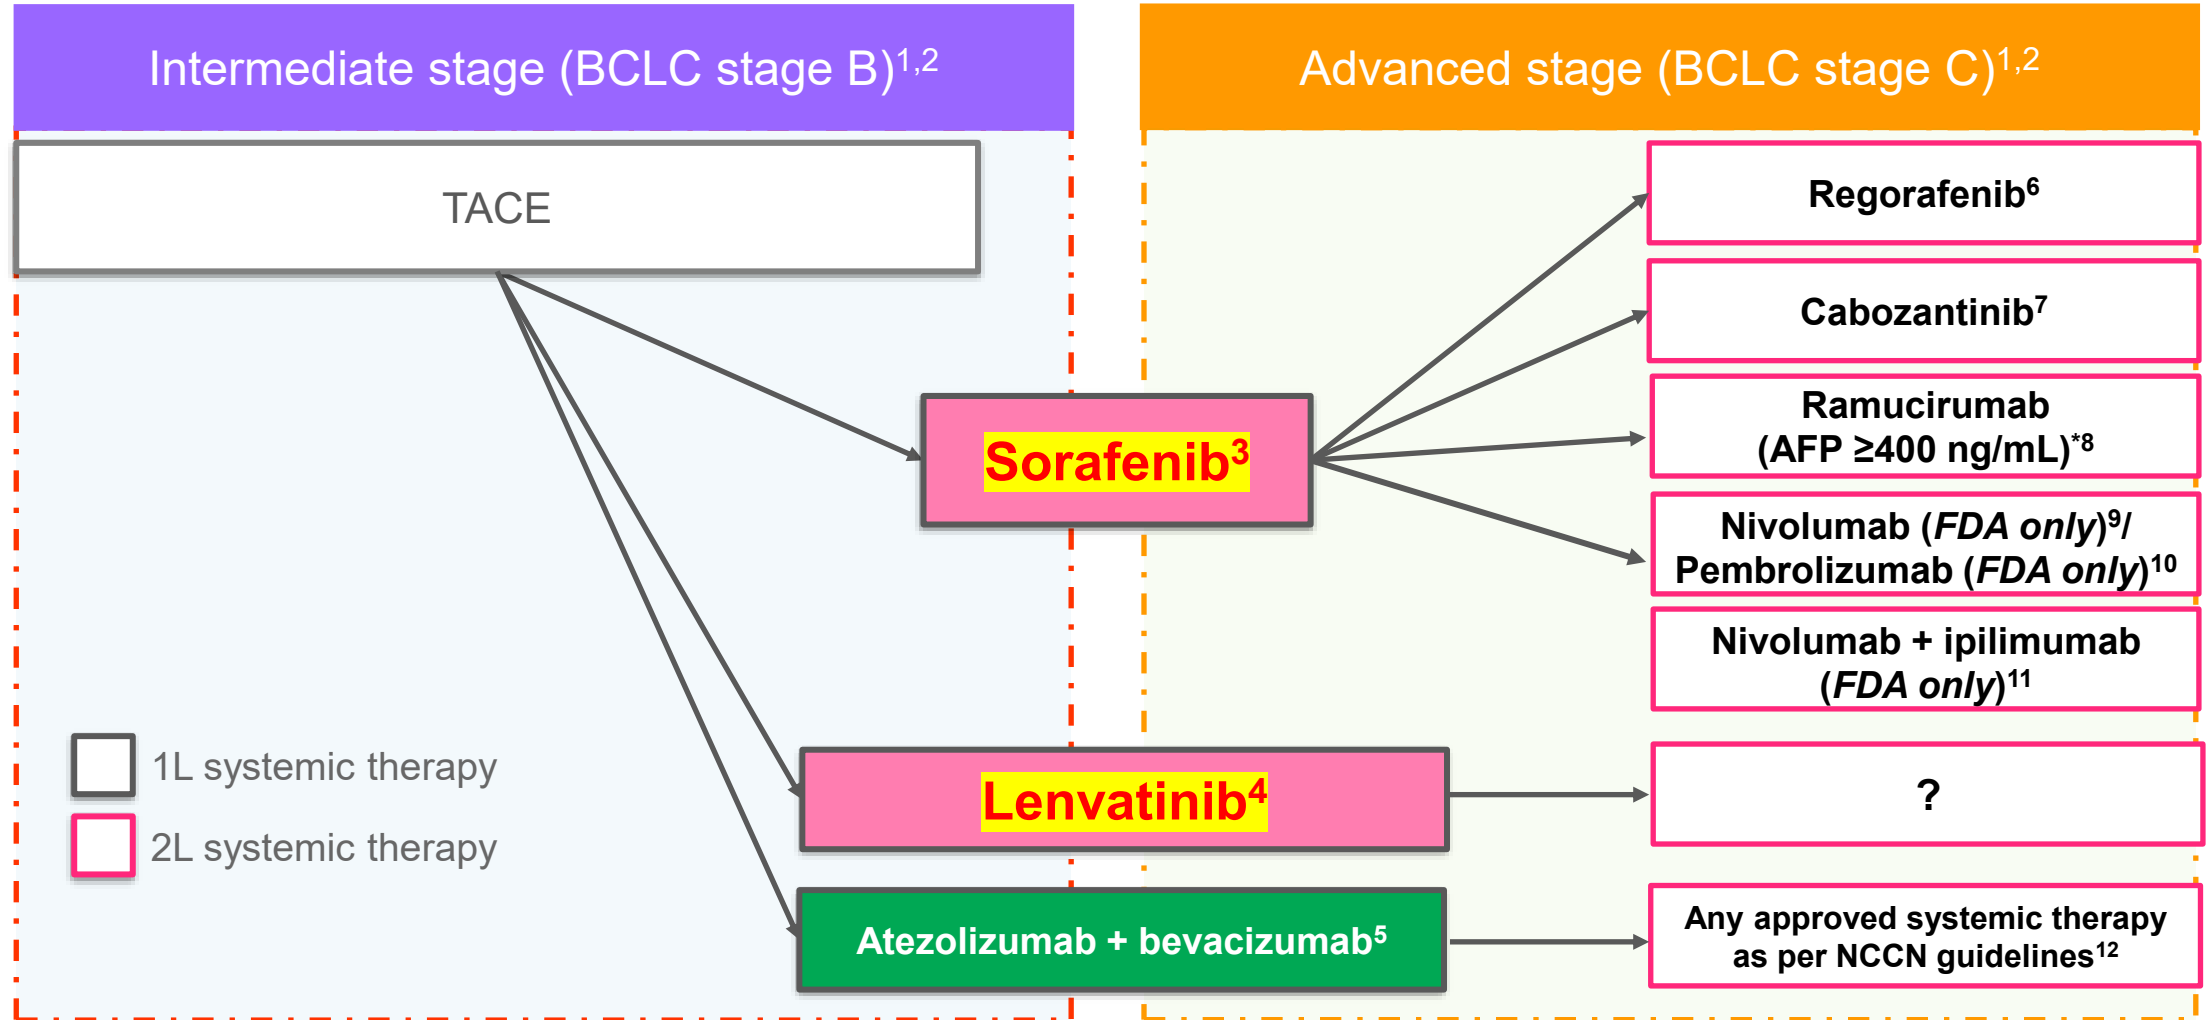 Intermediate stage (BCLC stage B)1,2
Advanced stage (BCLC stage C)1,2
TACE
Regorafenib6
Cabozantinib7
Ramucirumab
(AFP ≥400 ng/mL)*8
Sorafenib3
Nivolumab (FDA only)9/
Pembrolizumab (FDA only)10
Nivolumab + ipilimumab
(FDA only)11
1L systemic therapy
2L systemic therapy
Lenvatinib4
?
Atezolizumab + bevacizumab5
Any approved systemic therapy
as per NCCN guidelines12